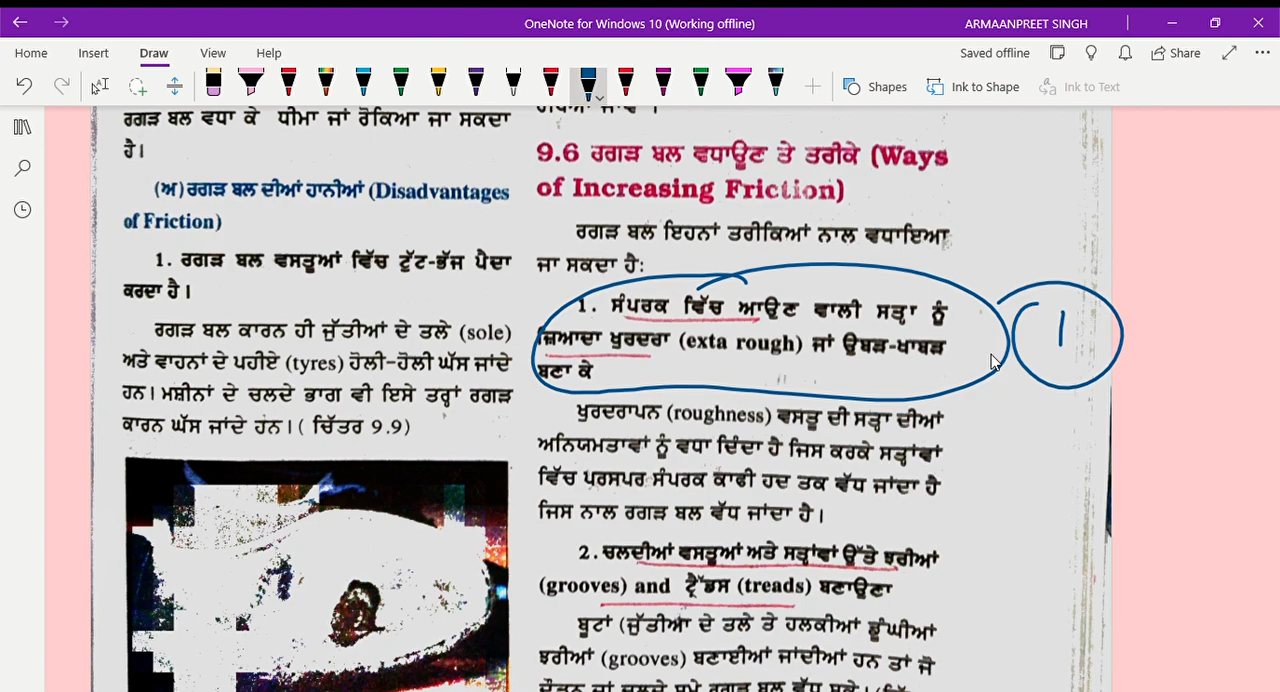 OneNote for Windows 10 (Working offline)
ARMAANPREET SINGH
Home
Insert
Draw
View
Help
Saved offline
Share
Shapes
Ink to Shape
Ink to Text
ਰਗੜ ਬਲ ਵਧਾ ਕੇ ਧੀਮਾ ਜਾਂ ਰੋਕਿਆ ਜਾ ਸਕਦਾ
ਹੈ।
(ਅ) ਰਗੜ ਬਲ ਦੀਆਂ ਹਾਨੀਆਂ (Disadvantages
of Friction)
1. ਰਗੜ ਬਲ ਵਸਤੂਆਂ ਵਿੱਚ ਟੁੱਟ-ਭੱਜ ਪੈਦਾ
ਕਰਦਾ ਹੈ।
ਰਗੜ ਬਲ ਕਾਰਨ ਹੀ ਜੁੱਤੀਆਂ ਦੇ ਤਲੇ (sole)
ਅਤੇ ਵਾਹਨਾਂ ਦੇ ਪਹੀਏ (tyres) ਹੋਲੀ-ਹੋਲੀ ਘੱਸ ਜਾਂਦੇ
ਹਨ। ਮਸ਼ੀਨਾਂ ਦੇ ਚਲਦੇ ਭਾਗ ਵੀ ਇਸੇ ਤਰ੍ਹਾਂ ਰਗੜ
ਕਾਰਨ ਘੱਸ ਜਾਂਦੇ ਹਨ। ( ਚਿੱਤਰ 9.9)
9.6 ਰਗੜ ਬਲ ਵਧਾਉਣ ਤੇ ਤਰੀਕੇ (Ways
of Increasing Friction)
ਰਗੜ ਬਲ ਇਹਨਾਂ ਤਰੀਕਿਆਂ ਨਾਲ ਵਧਾਇਆ
ਜਾ ਸਕਦਾ ਹੈ:
1. ਸੰਪਰਕ ਵਿੱਚ ਆਉਣ ਵਾਲੀ ਸਤ੍ਹਾ ਨੂੰ
ਜ਼ਿਆਦਾ ਖੁਰਦਰਾ (exta rough) ਜਾਂ ਉਬੜ-ਖਾਬੜ
ਬਣਾ ਕੇ
1
ਖੁਰਦਰਾਪਨ (roughness) ਵਸਤੂ ਦੀ ਸਤ੍ਹਾ ਦੀਆਂ
ਅਨਿਯਮਤਾਵਾਂ ਨੂੰ ਵਧਾ ਦਿੰਦਾ ਹੈ ਜਿਸ ਕਰਕੇ ਸਤ੍ਹਾਂਵਾਂ
ਵਿੱਚ ਪਰਸਪਰ ਸੰਪਰਕ ਕਾਫੀ ਹਦ ਤਕ ਵੱਧ ਜਾਂਦਾ ਹੈ
ਜਿਸ ਨਾਲ ਰਗੜ ਬਲ ਵੱਧ ਜਾਂਦਾ ਹੈ।
2. ਚਲਦੀਆਂ ਵਸਤੂਆਂ ਅਤੇ ਸਤ੍ਹਾਂਵਾਂ ਉੱਤੇ ਝਰੀਆਂ
(grooves) and ਟ੍ਰੈੱਡਸ (treads) ਬਣਾਉਣਾ
ਬੂਟਾਂ (ਜੁੱਤੀਆਂ ਦੇ ਤਲੇ ਤੇ ਹਲਕੀਆਂ ਡੂੰਘੀਆਂ
ਝਰੀਆਂ (grooves) ਬਣਾਈਆਂ ਜਾਂਦੀਆਂ ਹਨ ਤਾਂ ਜੋ